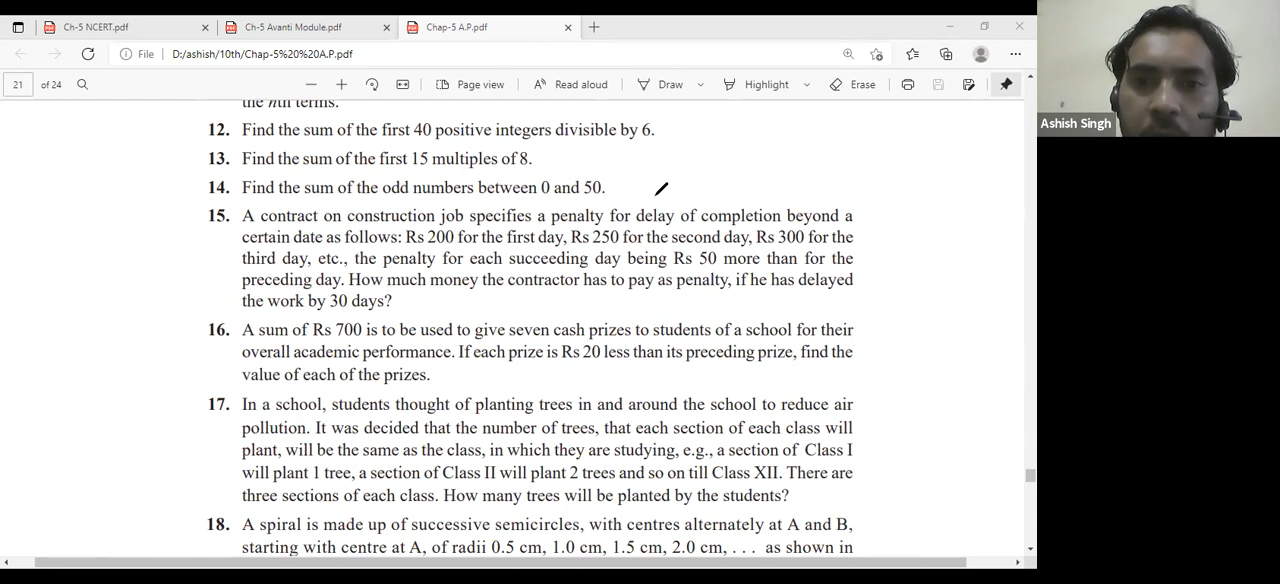 Ch-5 NCERT.pdf
Ch-5 Avanti Module.pdf
Chap-5 A.P.pdf
File
D:/ashish/10th/Chap-5%20%20A.P.pdf
21 of 24
Page view
Read aloud
Draw
Highlight
Erase
Ashish Singh
the nth terms.
12. Find the sum of the first 40 positive integers divisible by 6.
13. Find the sum of the first 15 multiples of 8.
14. Find the sum of the odd numbers between 0 and 50.
15. A contract on construction job specifies a penalty for delay of completion beyond a
certain date as follows: Rs 200 for the first day, Rs 250 for the second day, Rs 300 for the
third day, etc., the penalty for each succeeding day being Rs 50 more than for the
preceding day. How much money the contractor has to pay as penalty, if he has delayed
the work by 30 days?
16. A sum of Rs 700 is to be used to give seven cash prizes to students of a school for their
overall academic performance. If each prize is Rs 20 less than its preceding prize, find the
value of each of the prizes.
17. In a school, students thought of planting trees in and around the school to reduce air
pollution. It was decided that the number of trees, that each section of each class will
plant, will be the same as the class, in which they are studying, e.g., a section of Class I
will plant 1 tree, a section of Class II will plant 2 trees and so on till Class XII. There are
three sections of each class. How many trees will be planted by the students?
18. A spiral is made up of successive semicircles, with centres alternately at A and B,
starting with centre at A, of radii 0.5 cm, 1.0 cm, 1.5 cm, 2.0 cm, . . . as shown in